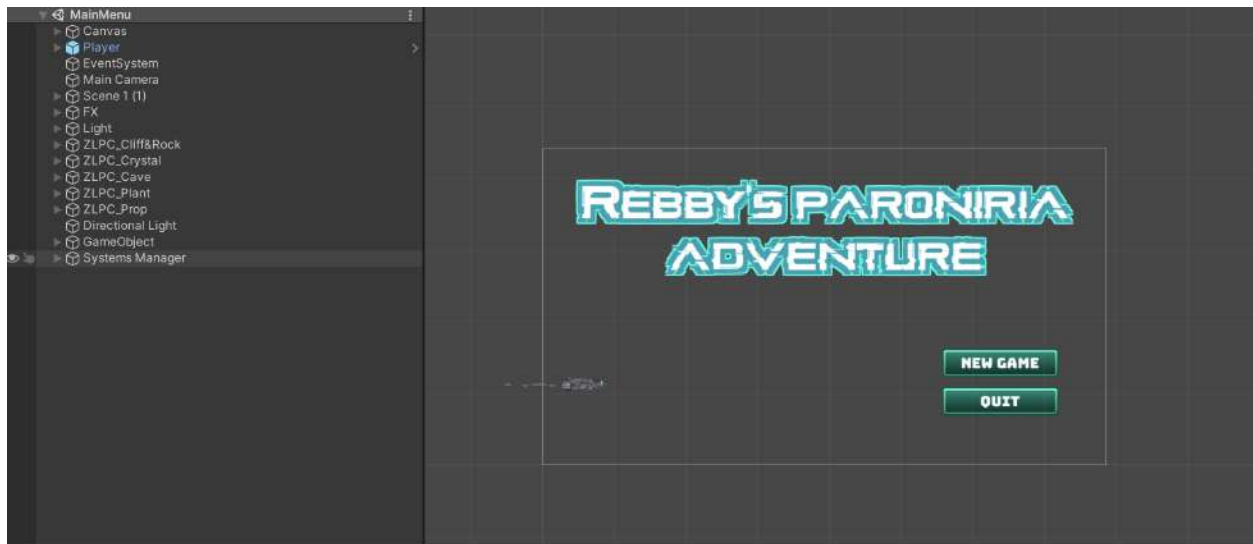 MainMenu
Canvas
Player
EventSystem
Main Camera
Scene 1 (1)
FX
Light
ZLPC_Cliff&Rock
ZLPC_Crystal
ZLPC_Cave
ZLPC_Plant
ZLPC_Prop
Directional Light
GameObject
Systems Manager
REBBY'S PARONIRIA
ADVENTURE
NEW GAME
QUIT